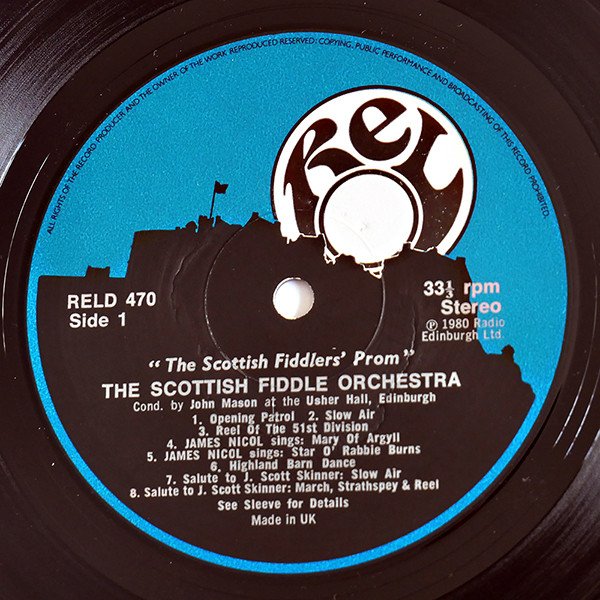 ALL RIGHTS OF THE RECORD PRODUCER AND THE OWNER OF THE WORK REPRODUCED RESERVED: COPYING, PUBLIC PERFORMANCE AND BROADCASTING OF THIS RECORD PROHIBITED.
ReL
RELD 470
Side 1
33⅓ rpm
Stereo
℗ 1980 Radio
Edinburgh Ltd.
"The Scottish Fiddlers' Prom"
THE SCOTTISH FIDDLE ORCHESTRA
Cond. by John Mason at the Usher Hall, Edinburgh
1. Opening Patrol 2. Slow Air
3. Reel Of The 51st Division
4. JAMES NICOL sings: Mary Of Argyll
5. JAMES NICOL sings: Star O' Rabbie Burns
6. Highland Barn Dance
7. Salute to J. Scott Skinner: Slow Air
8. Salute to J. Scott Skinner: March, Strathspey & Reel
See Sleeve for Details
Made in UK